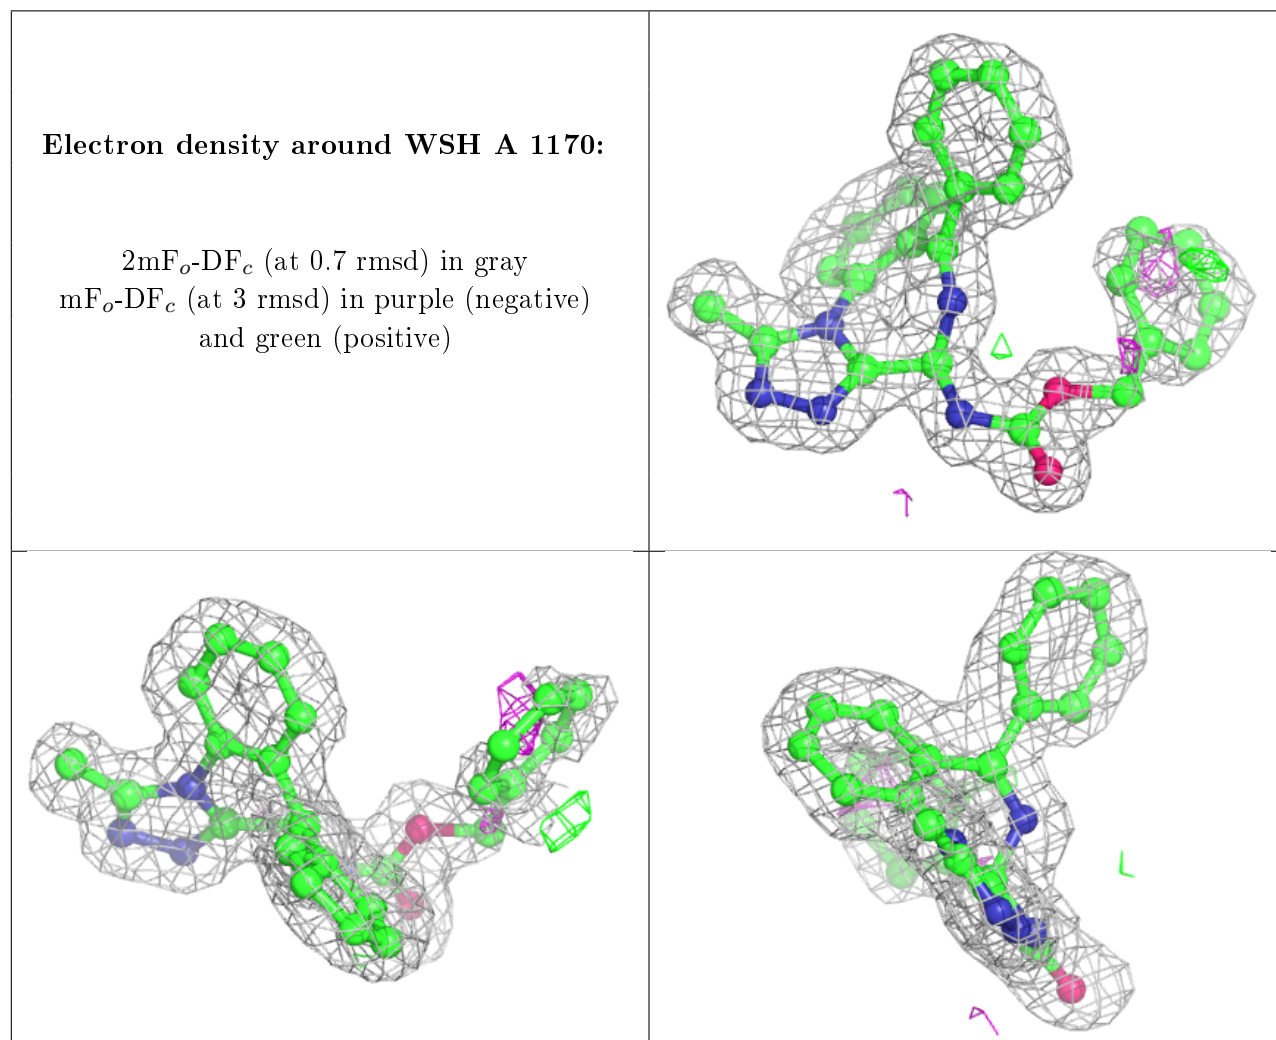 Electron density around WSH A 1170:
2mFo-DFc (at 0.7 rmsd) in gray
mFo-DFc (at 3 rmsd) in purple (negative)
and green (positive)